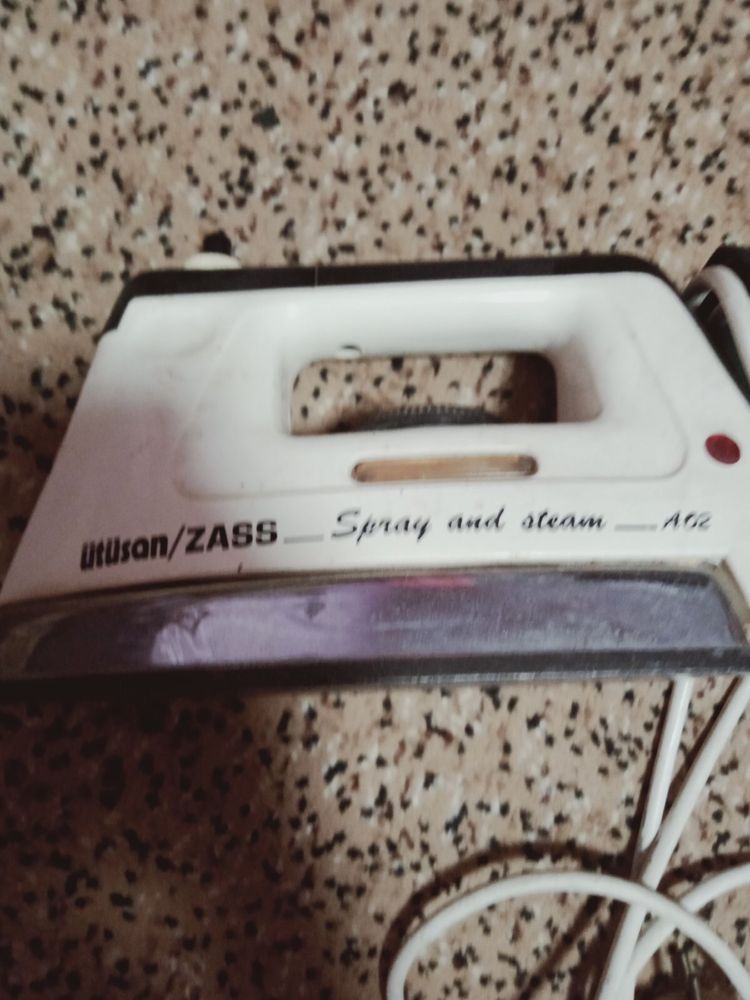 ütüsan/ZASS — Spray and steam — A62